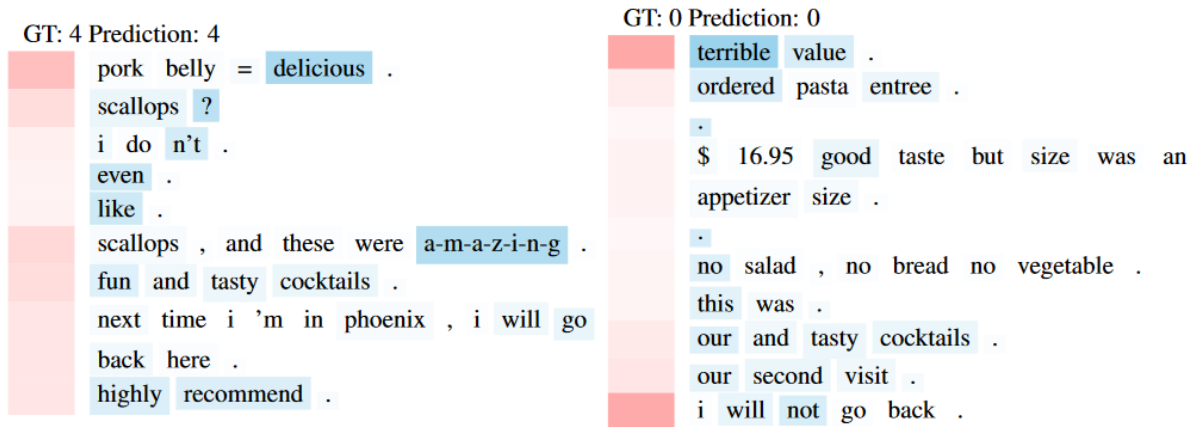 GT: 4 Prediction: 4
pork belly = delicious .
scallops ?
i do n't .
even .
like .
scallops , and these were a-m-a-z-i-n-g .
fun and tasty cocktails .
next time i 'm in phoenix , i will go
back here .
highly recommend .
GT: 0 Prediction: 0
terrible value .
ordered pasta entree .
.
$ 16.95 good taste but size was an
appetizer size .
.
no salad , no bread no vegetable .
this was .
our and tasty cocktails .
our second visit .
i will not go back .